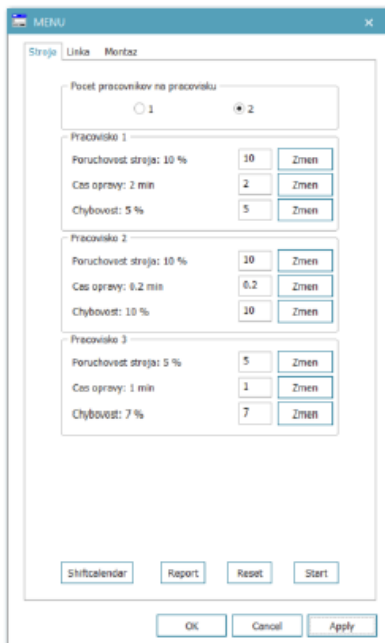 MENU
Stroje Linka Montaz
Pocet pracovnikov na pracovisku
1 2
Pracovisko 1
Poruchovost stroja: 10 % 10 Zmen
Cas opravy: 2 min 2 Zmen
Chybovost: 5 % 5 Zmen
Pracovisko 2
Poruchovost stroja: 10 % 10 Zmen
Cas opravy: 0.2 min 0.2 Zmen
Chybovost: 10 % 10 Zmen
Pracovisko 3
Poruchovost stroja: 5 % 5 Zmen
Cas opravy: 1 min 1 Zmen
Chybovost: 7 % 7 Zmen
Shiftcalendar Report Reset Start
OK Cancel Apply